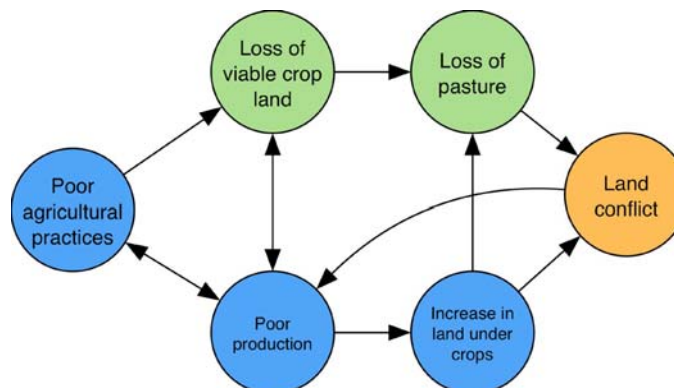 Loss of
viable crop
land
Loss of
pasture
Poor
agricultural
practices
Land
conflict
Poor
production
Increase in
land under
crops